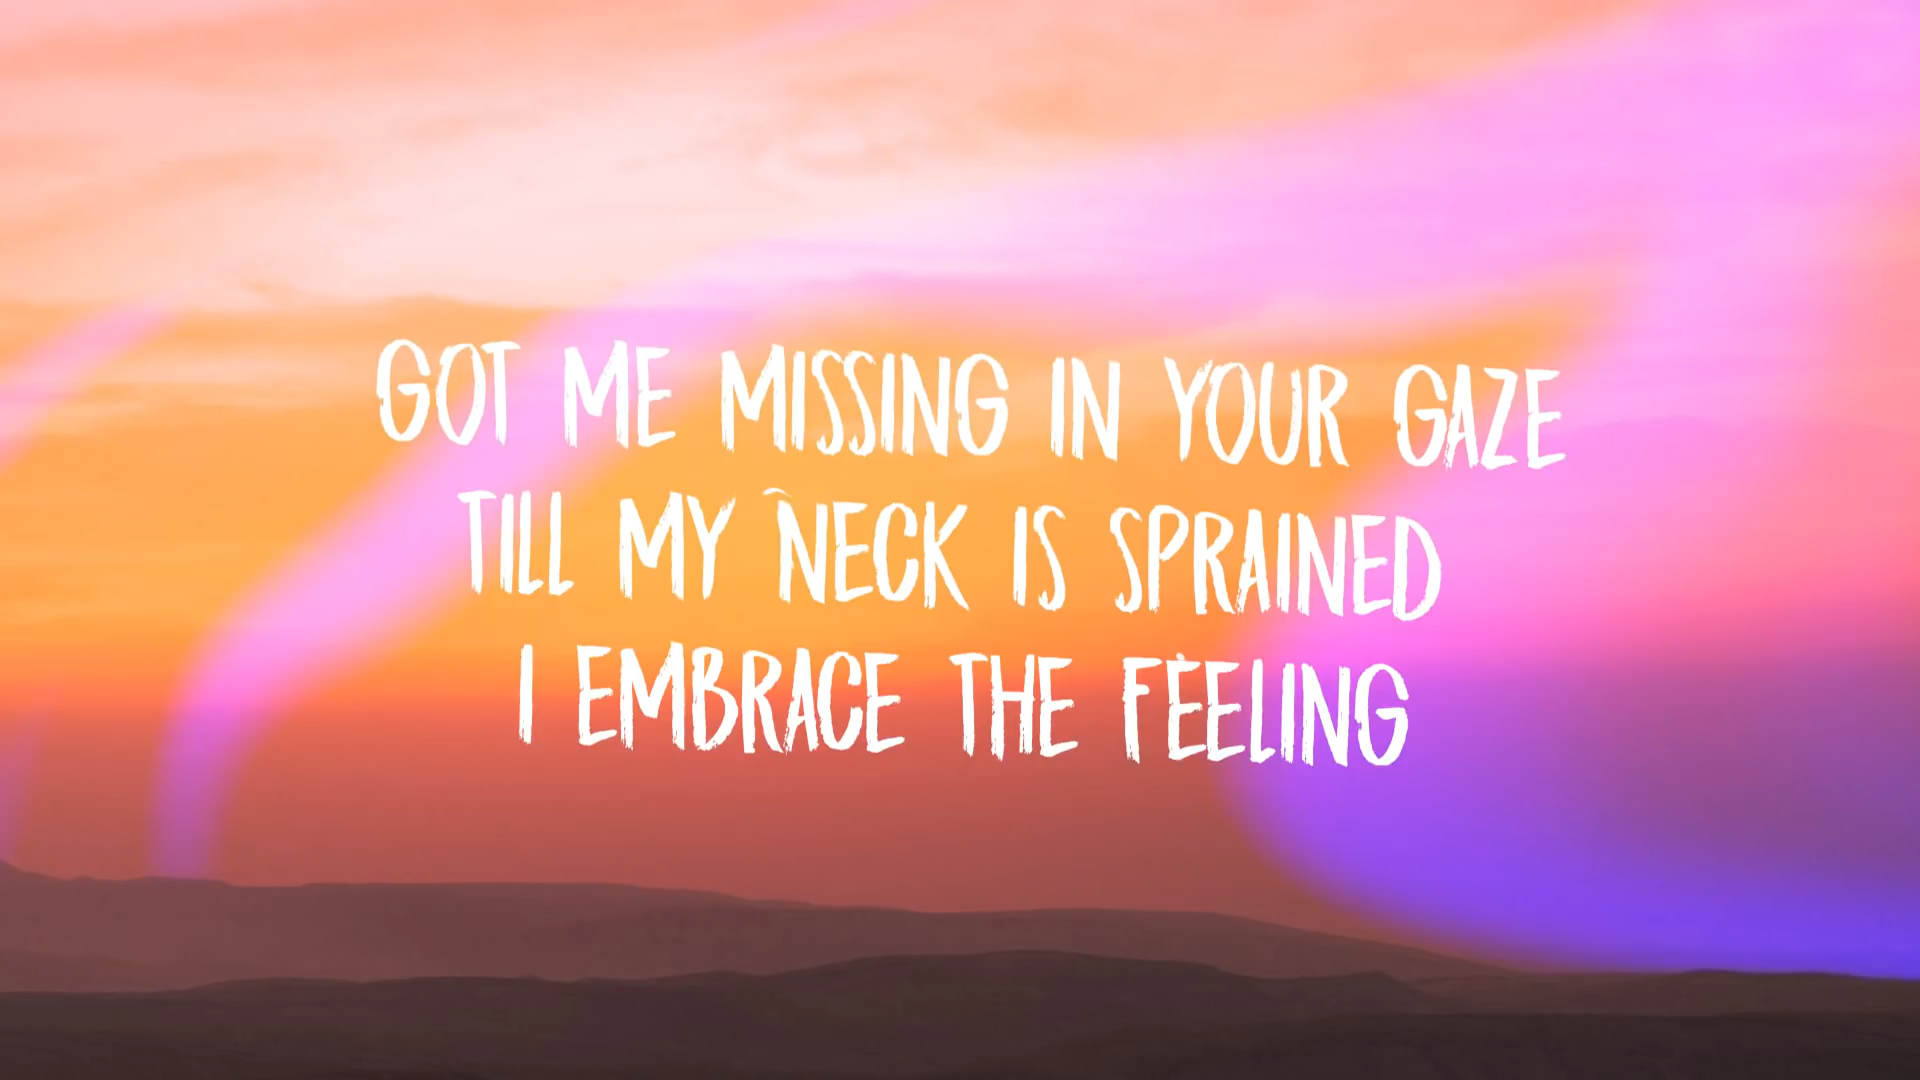 GOT ME MISSING IN YOUR GAZE
TILL MY NECK IS SPRAINED
I EMBRACE THE FEELING